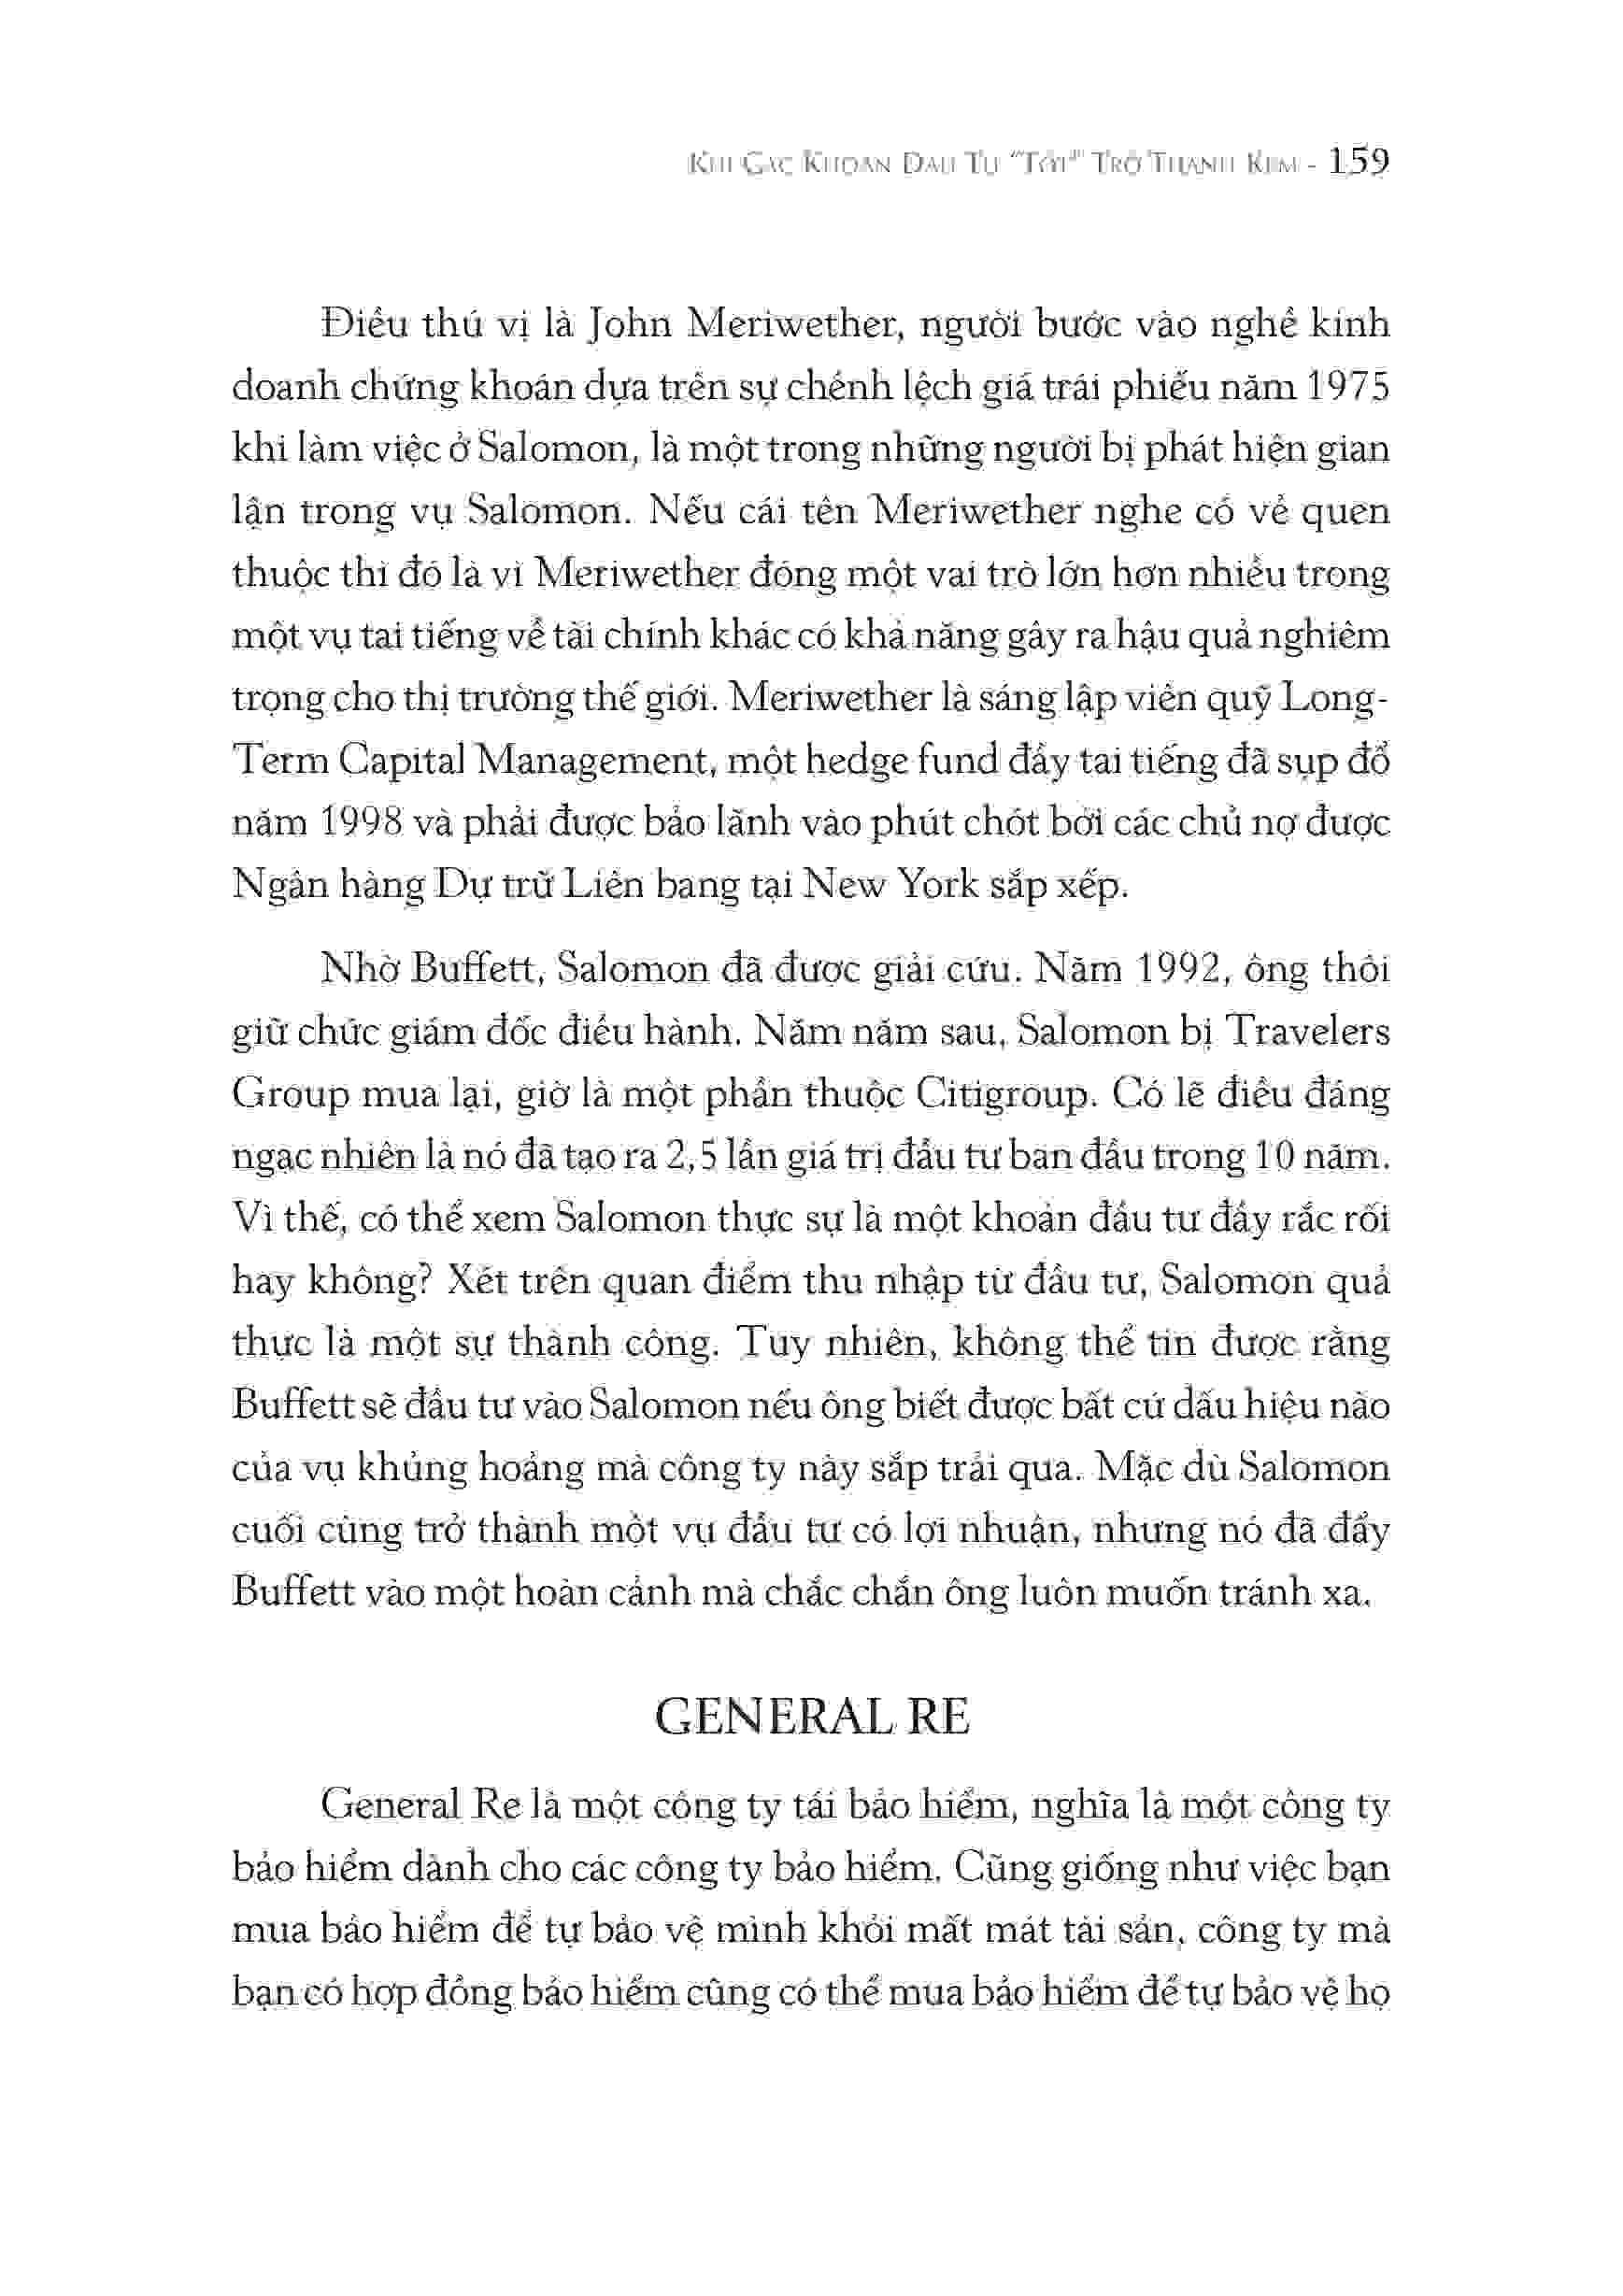 Khi Các Khoản Đầu Tư "Tốt" Trở Thành Kém - 159
Điều thú vị là John Meriwether, người bước vào nghề kinh
doanh chứng khoán dựa trên sự chênh lệch giá trái phiếu năm 1975
khi làm việc ở Salomon, là một trong những người bị phát hiện gian
lận trong vụ Salomon. Nếu cái tên Meriwether nghe có vẻ quen
thuộc thì đó là vì Meriwether đóng một vai trò lớn hơn nhiều trong
một vụ tai tiếng về tài chính khác có khả năng gây ra hậu quả nghiêm
trọng cho thị trường thế giới. Meriwether là sáng lập viên quỹ Long-
Term Capital Management, một hedge fund đầy tai tiếng đã sụp đổ
năm 1998 và phải được bảo lãnh vào phút chót bởi các chủ nợ được
Ngân hàng Dự trữ Liên bang tại New York sắp xếp.
Nhờ Buffett, Salomon đã được giải cứu. Năm 1992, ông thôi
giữ chức giám đốc điều hành. Năm năm sau, Salomon bị Travelers
Group mua lại, giờ là một phần thuộc Citigroup. Có lẽ điều đáng
ngạc nhiên là nó đã tạo ra 2,5 lần giá trị đầu tư ban đầu trong 10 năm.
Vì thế, có thể xem Salomon thực sự là một khoản đầu tư đầy rắc rối
hay không? Xét trên quan điểm thu nhập từ đầu tư, Salomon quả
thực là một sự thành công. Tuy nhiên, không thể tin được rằng
Buffett sẽ đầu tư vào Salomon nếu ông biết được bất cứ dấu hiệu nào
của vụ khủng hoảng mà công ty này sắp trải qua. Mặc dù Salomon
cuối cùng trở thành một vụ đầu tư có lợi nhuận, nhưng nó đã đẩy
Buffett vào một hoàn cảnh mà chắc chắn ông luôn muốn tránh xa.
GENERAL RE
General Re là một công ty tái bảo hiểm, nghĩa là một công ty
bảo hiểm dành cho các công ty bảo hiểm. Cũng giống như việc bạn
mua bảo hiểm để tự bảo vệ mình khỏi mất mát tài sản, công ty mà
bạn có hợp đồng bảo hiểm cũng có thể mua bảo hiểm để tự bảo vệ họ